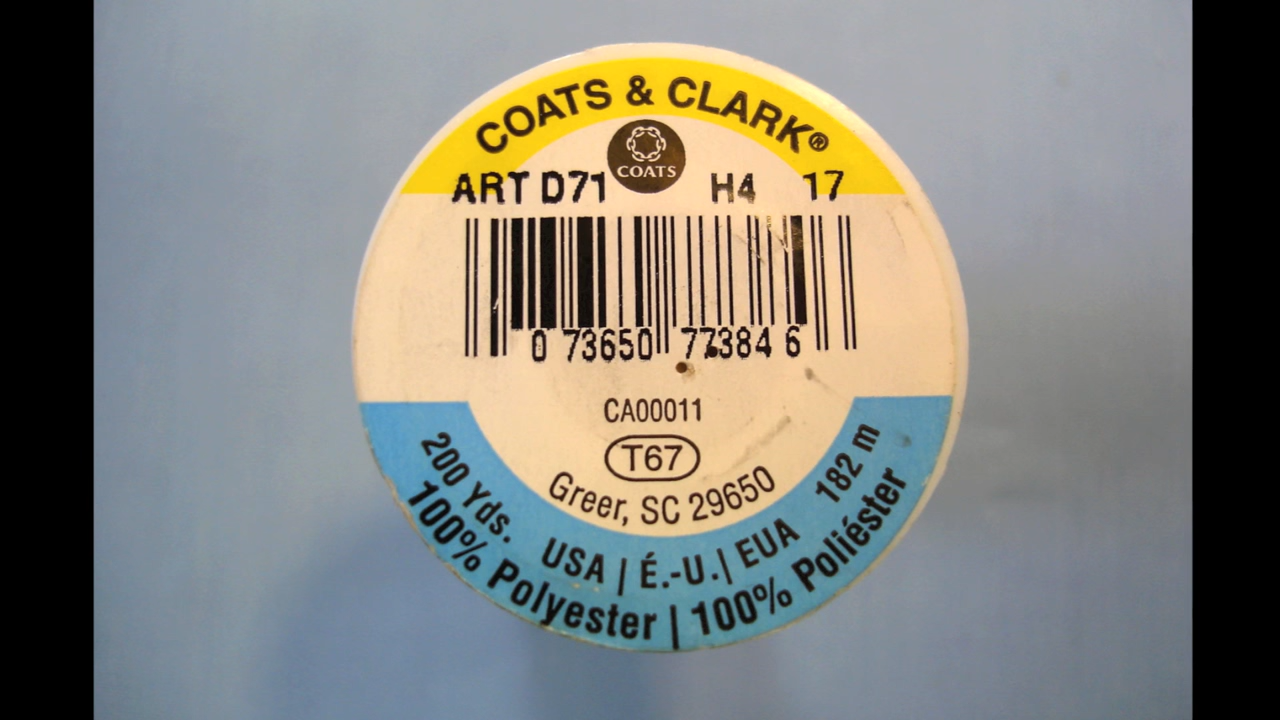 COATS & CLARK®
COATS
ART D71 H4 17
0 73650 77384 6
CA00011
T67
Greer, SC 29650
200 Yds. USA | É.-U. | EUA 182 m
100% Polyester | 100% Poliéster